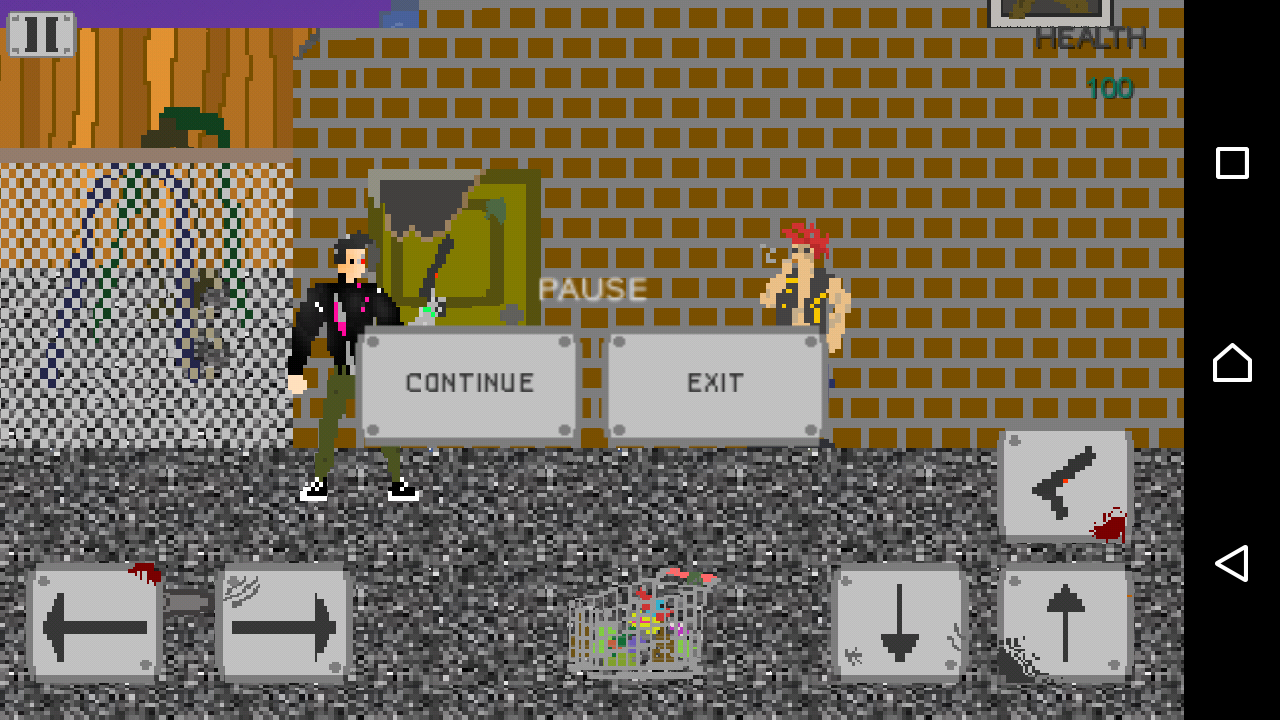 HEALTH
100
PAUSE
CONTINUE
EXIT